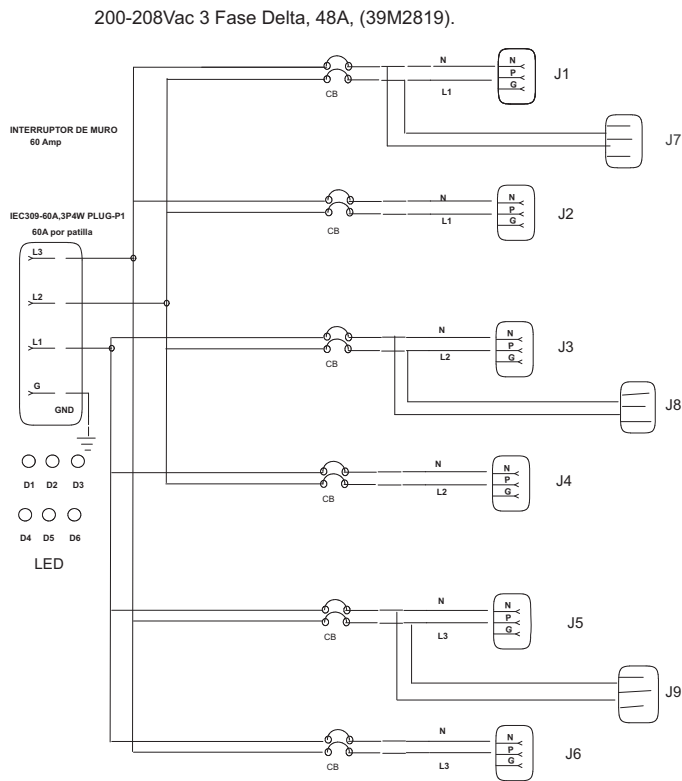 200-208Vac 3 Fase Delta, 48A, (39M2819).
N
N
P
G
L1
CB
J1
INTERRUPTOR DE MURO
60 Amp
J7
N
N
P
G
L1
CB
J2
IEC309-60A,3P4W PLUG-P1
60A por patilla
L3
L2
L1
G
GND
N
N
P
G
L2
CB
J3
J8
N
N
P
G
L2
CB
J4
D1 D2 D3
D4 D5 D6
LED
N
N
P
G
L3
CB
J5
J9
N
N
P
G
L3
CB
J6